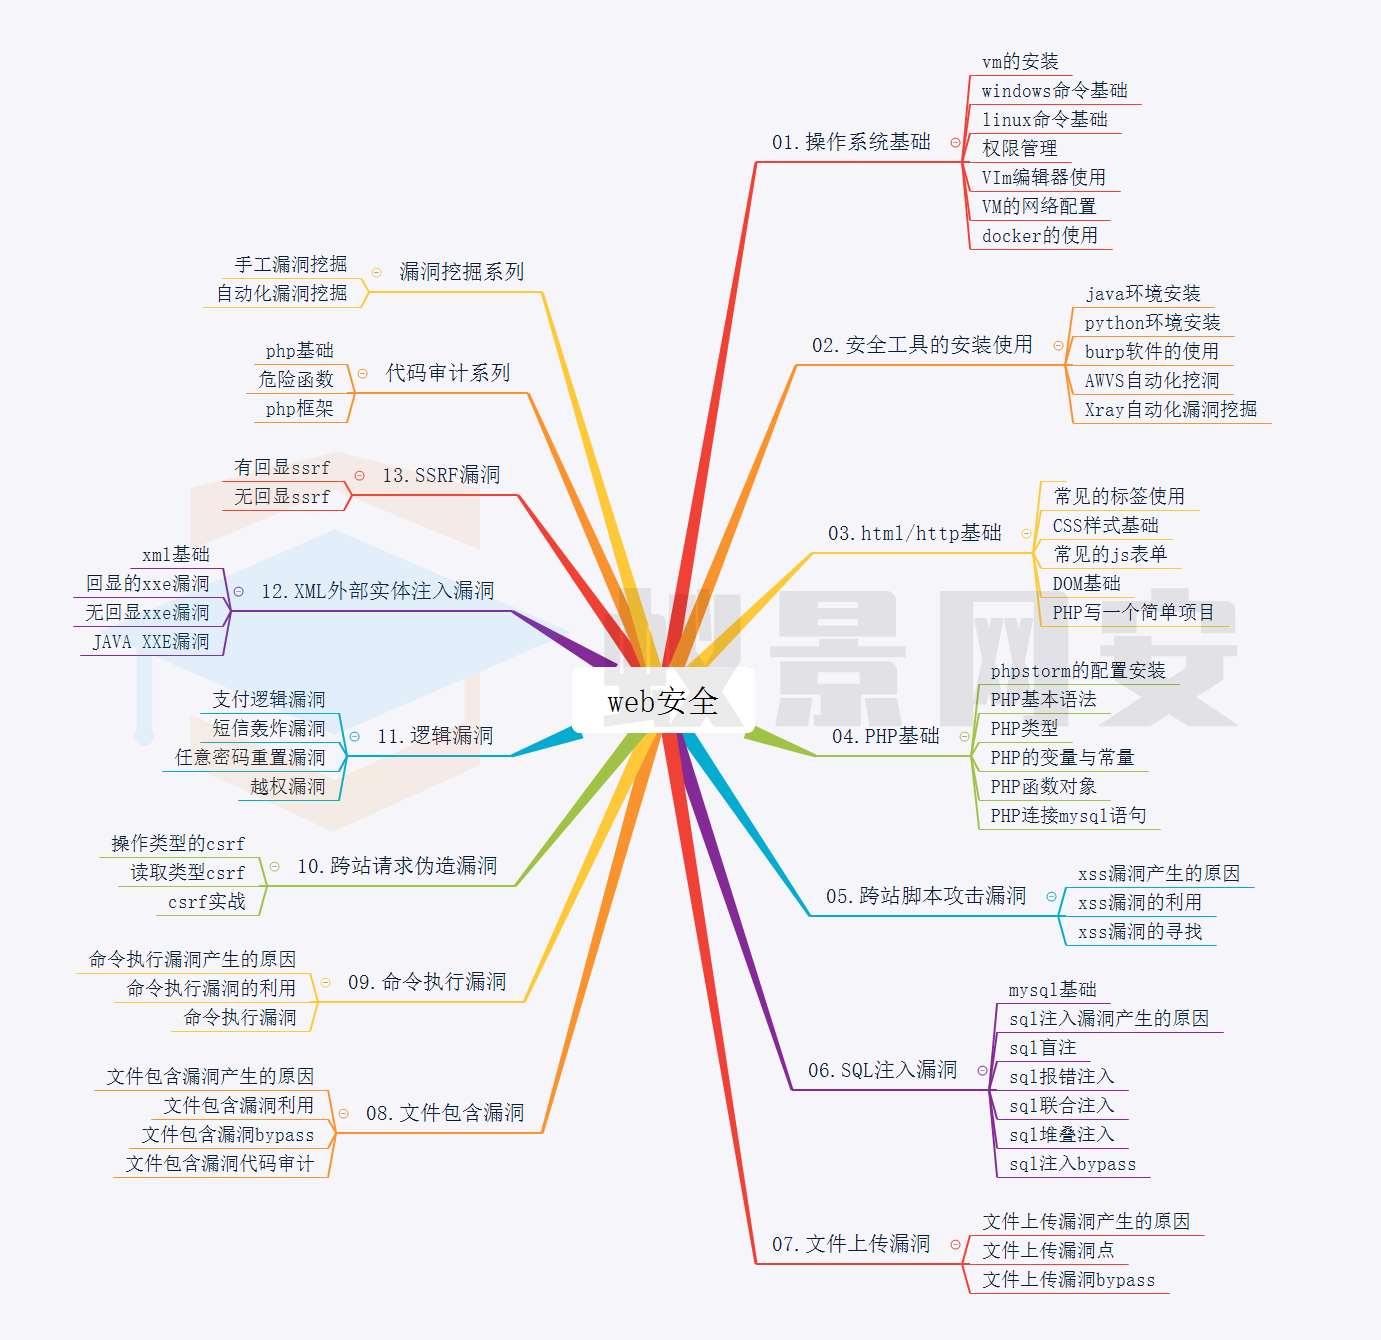 web安全
01.操作系统基础
vm的安装
windows命令基础
linux命令基础
权限管理
VIm编辑器使用
VM的网络配置
docker的使用
02.安全工具的安装使用
java环境安装
python环境安装
burp软件的使用
AWVS自动化挖洞
Xray自动化漏洞挖掘
03.html/http基础
常见的标签使用
CSS样式基础
常见的js表单
DOM基础
PHP写一个简单项目
04.PHP基础
phpstorm的配置安装
PHP基本语法
PHP类型
PHP的变量与常量
PHP函数对象
PHP连接mysql语句
05.跨站脚本攻击漏洞
xss漏洞产生的原因
xss漏洞的利用
xss漏洞的寻找
06.SQL注入漏洞
mysql基础
sql注入漏洞产生的原因
sql盲注
sql报错注入
sql联合注入
sql堆叠注入
sql注入bypass
07.文件上传漏洞
文件上传漏洞产生的原因
文件上传漏洞点
文件上传漏洞bypass
08.文件包含漏洞
文件包含漏洞产生的原因
文件包含漏洞利用
文件包含漏洞bypass
文件包含漏洞代码审计
09.命令执行漏洞
命令执行漏洞产生的原因
命令执行漏洞的利用
命令执行漏洞
10.跨站请求伪造漏洞
操作类型的csrf
读取类型csrf
csrf实战
11.逻辑漏洞
支付逻辑漏洞
短信轰炸漏洞
任意密码重置漏洞
越权漏洞
12.XML外部实体注入漏洞
xml基础
回显的xxe漏洞
无回显xxe漏洞
JAVA XXE漏洞
13.SSRF漏洞
有回显ssrf
无回显ssrf
代码审计系列
php基础
危险函数
php框架
漏洞挖掘系列
手工漏洞挖掘
自动化漏洞挖掘
蚁景网安